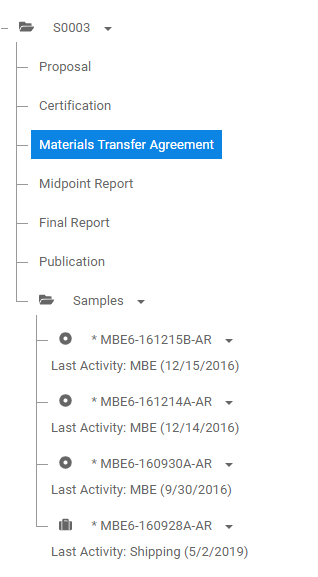 S0003
Proposal
Certification
Materials Transfer Agreement
Midpoint Report
Final Report
Publication
Samples
* MBE6-161215B-AR
Last Activity: MBE (12/15/2016)
* MBE6-161214A-AR
Last Activity: MBE (12/14/2016)
* MBE6-160930A-AR
Last Activity: MBE (9/30/2016)
* MBE6-160928A-AR
Last Activity: Shipping (5/2/2019)